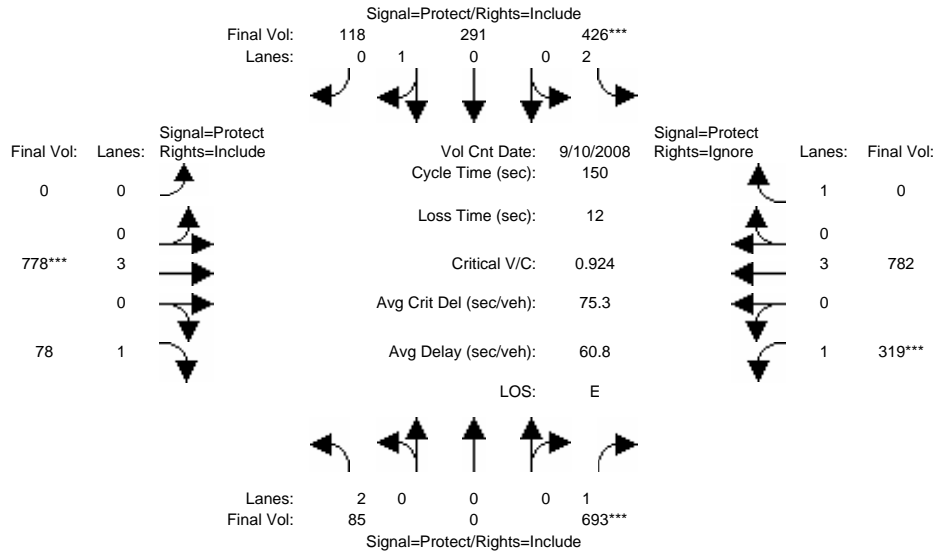 Signal=Protect/Rights=Include
Final Vol: 118 291 426***
Lanes: 0 1 0 0 2
Signal=Protect Signal=Protect
Final Vol: Lanes: Rights=Include Vol Cnt Date: 9/10/2008 Rights=Ignore Lanes: Final Vol:
Cycle Time (sec): 150
0 0 1 0
Loss Time (sec): 12
0 0
778*** 3 Critical V/C: 0.924 3 782
0 Avg Crit Del (sec/veh): 75.3 0
78 1 Avg Delay (sec/veh): 60.8 1 319***
LOS: E
Lanes: 2 0 0 0 1
Final Vol: 85 0 693***
Signal=Protect/Rights=Include